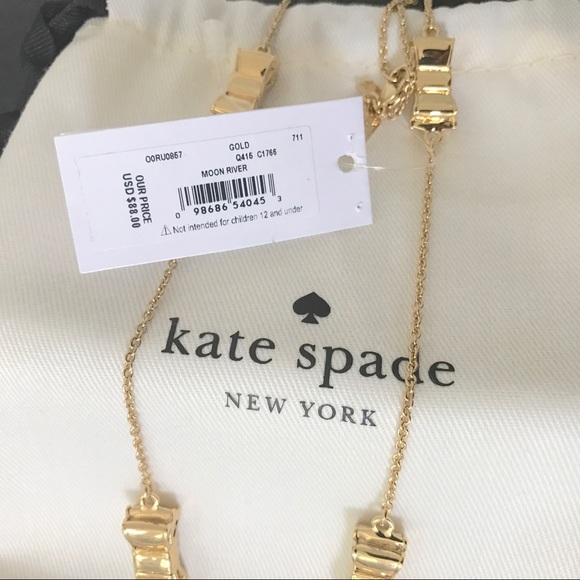 711
O0RU0857 GOLD
Q415 C1766
MOON RIVER
OUR PRICE
USD $88.00
0 98686 54045 3
⚠ Not intended for children 12 and under
kate spade
NEW YORK